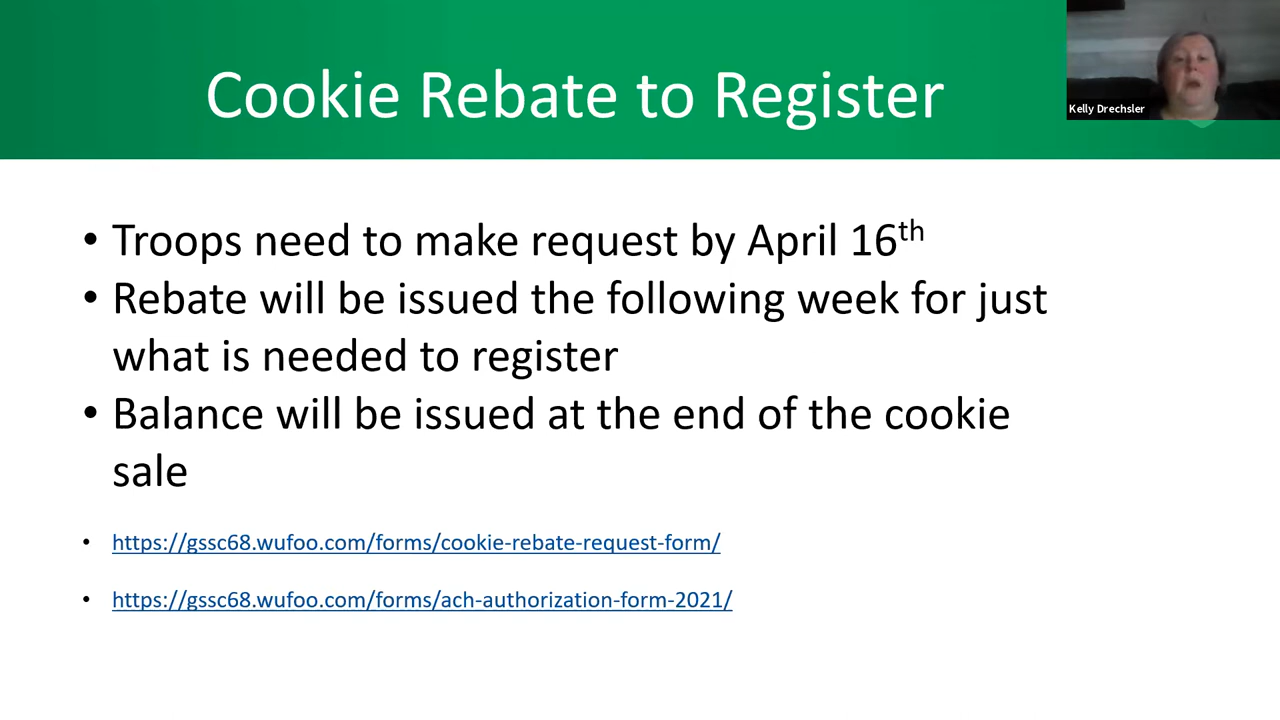 Cookie Rebate to Register
Kelly Drechsler
• Troops need to make request by April 16th
• Rebate will be issued the following week for just
what is needed to register
• Balance will be issued at the end of the cookie
sale
• https://gssc68.wufoo.com/forms/cookie-rebate-request-form/
• https://gssc68.wufoo.com/forms/ach-authorization-form-2021/